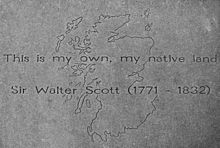 This is my own, my native land
Sir Walter Scott (1771 - 1832)